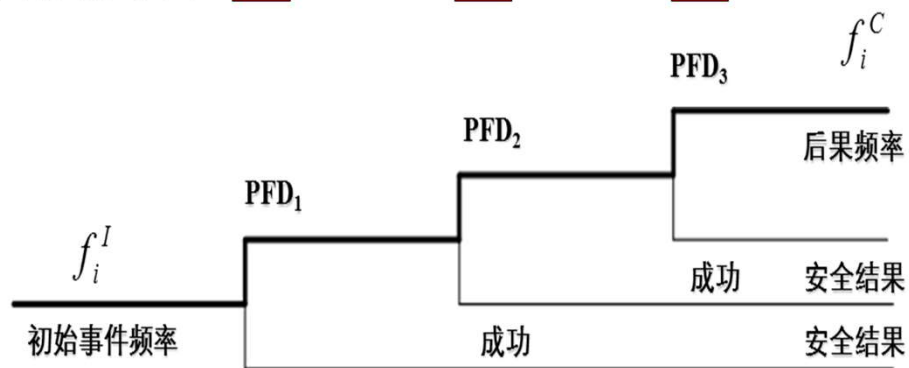 f_i^C
PFD₃
PFD₂
后果频率
PFD₁
f_i^I
成功 安全结果
初始事件频率 成功 安全结果